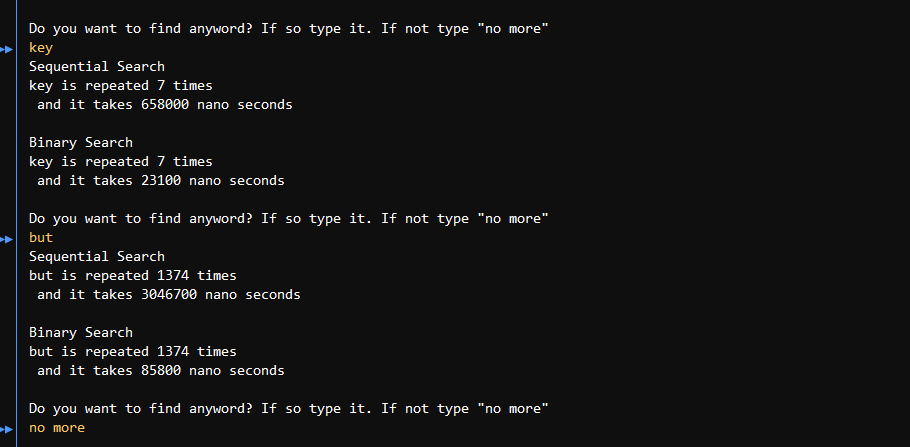 Do you want to find anyword? If so type it. If not type "no more"
key
Sequential Search
key is repeated 7 times
and it takes 658000 nano seconds
Binary Search
key is repeated 7 times
and it takes 23100 nano seconds
Do you want to find anyword? If so type it. If not type "no more"
but
Sequential Search
but is repeated 1374 times
and it takes 3046700 nano seconds
Binary Search
but is repeated 1374 times
and it takes 85800 nano seconds
Do you want to find anyword? If so type it. If not type "no more"
no more